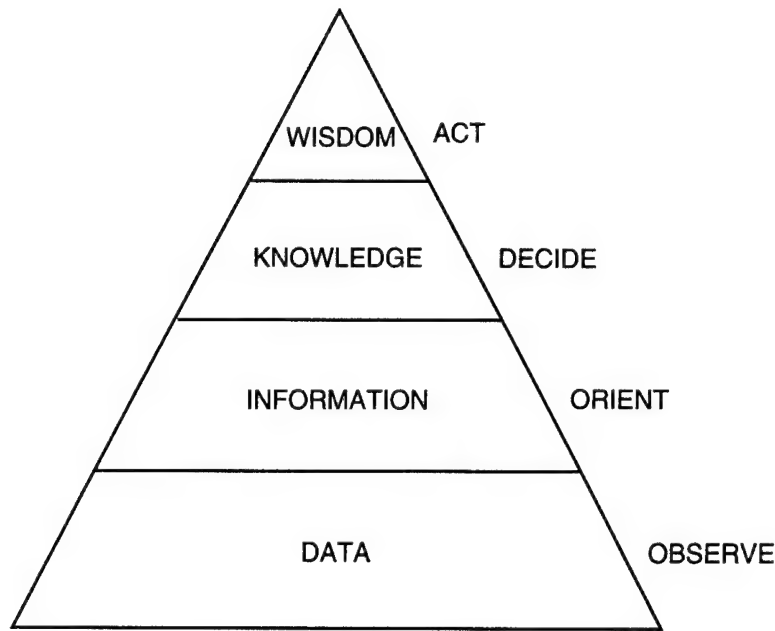 WISDOM ACT
KNOWLEDGE DECIDE
INFORMATION ORIENT
DATA OBSERVE